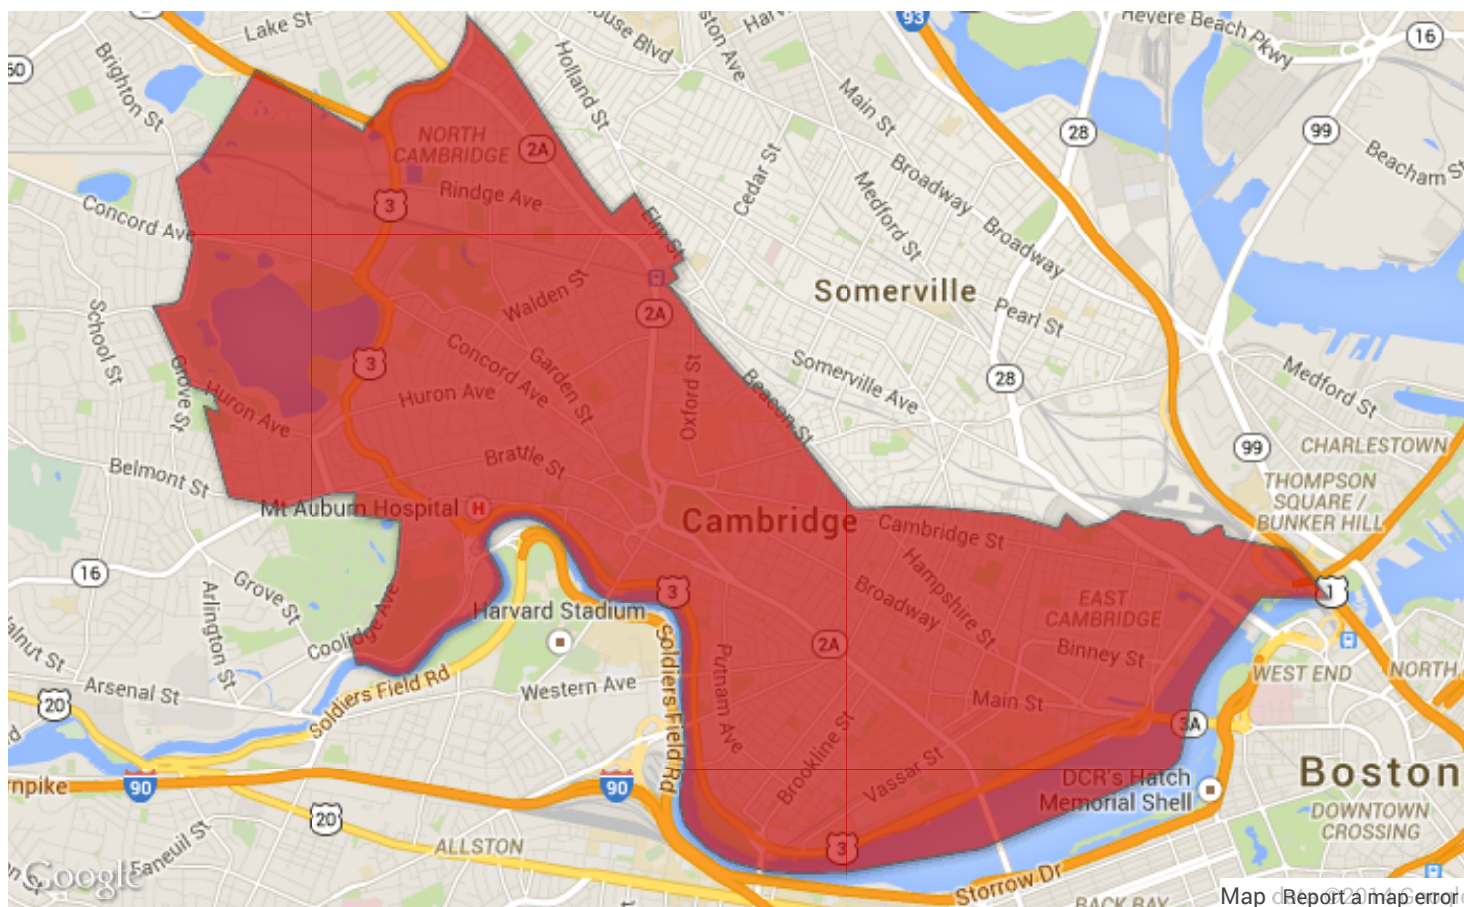 Lake St
60
Brighton St
Concord Ave
School St
Grove St
Huron Ave
Belmont St
Mt Auburn Hospital
H
16
Grove St
Arlington St
Coolidge Ave
Arsenal St
20
90
20
Faneuil St
Google
ALLSTON
Soldiers Field Rd
Harvard Stadium
Western Ave
Soldiers Field Rd
90
NORTH
CAMBRIDGE
2A
Rindge Ave
3
Holland St
Elm St
Walden St
2A
3
Concord Ave
Garden St
Huron Ave
Oxford St
Brattle St
Cambridge
3
Putnam Ave
2A
Broadway
Hampshire St
Cambridge St
EAST
CAMBRIDGE
Binney St
Main St
Brookline St
Vassar St
3
3A
DCR's Hatch
Memorial Shell
Storrow Dr
BACK BAY
93
Revere Beach Pkwy
16
28
99
Beacham St
Main St
Broadway
Medford St
Cedar St
Broadway
Somerville
Pearl St
28
Somerville Ave
Beacon St
Medford St
99
CHARLESTOWN
THOMPSON
SQUARE /
BUNKER HILL
1
WEST END
Boston
DOWNTOWN
CROSSING
Map
Report a map error